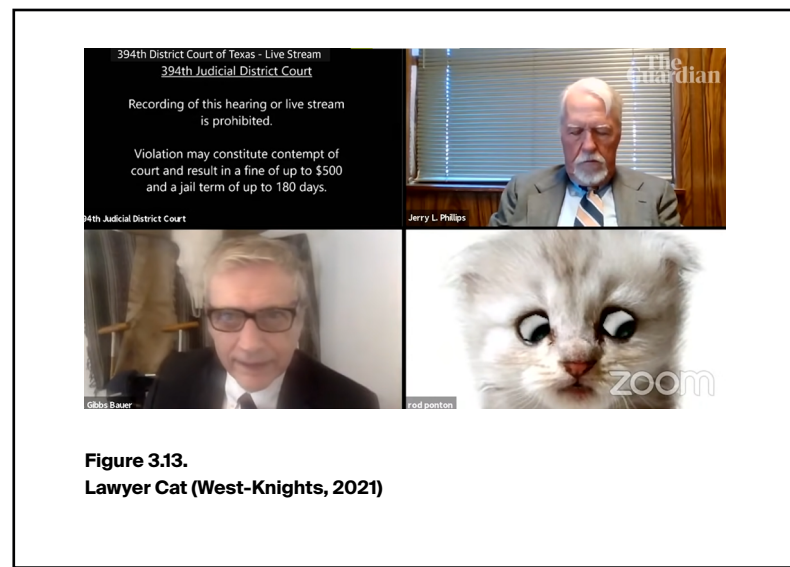 394th District Court of Texas - Live Stream
394th Judicial District Court
Recording of this hearing or live stream
is prohibited.
Violation may constitute contempt of
court and result in a fine of up to $500
and a jail term of up to 180 days.
94th Judicial District Court
The
Guardian
Jerry L. Phillips
Gibbs Bauer
rod ponton
zoom
Figure 3.13.
Lawyer Cat (West-Knights, 2021)